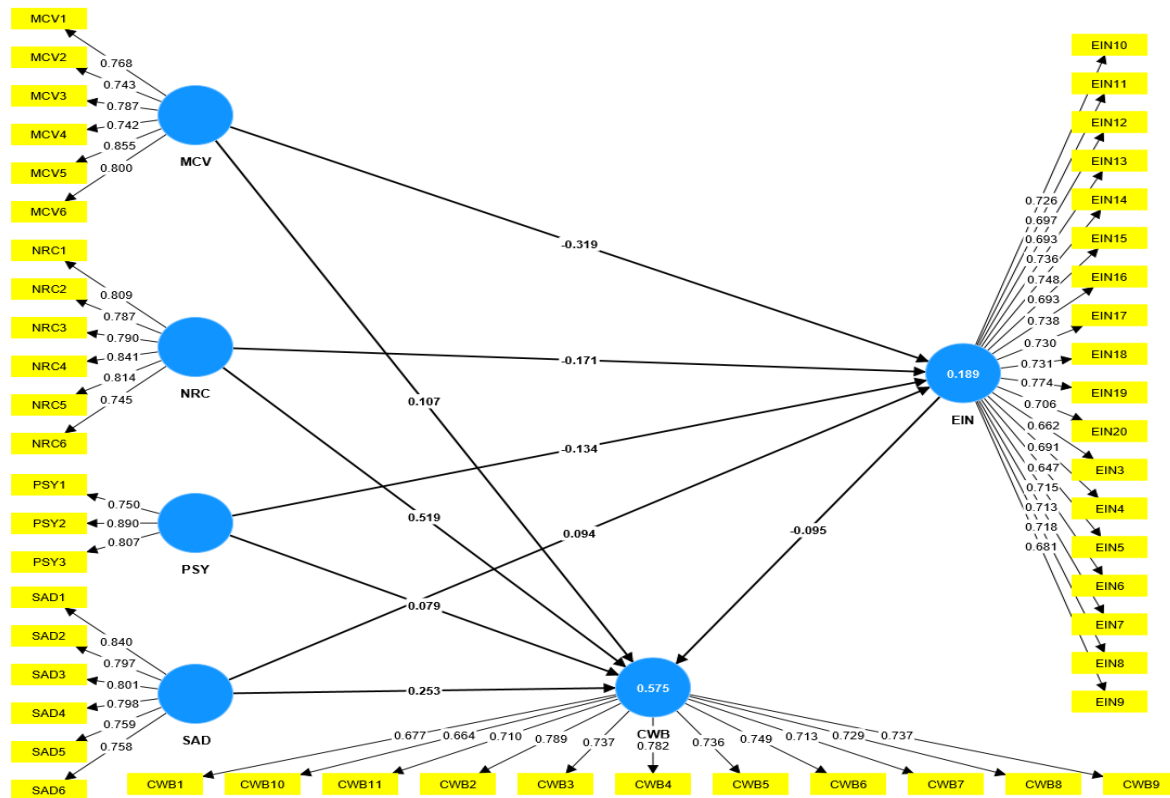 MCV1
MCV2
MCV3
MCV4
MCV5
MCV6
0.768
0.743
0.787
0.742
0.855
0.800
MCV
NRC1
NRC2
NRC3
NRC4
NRC5
NRC6
0.809
0.787
0.790
0.841
0.814
0.745
NRC
PSY1
PSY2
PSY3
0.750
0.890
0.807
PSY
SAD1
SAD2
SAD3
SAD4
SAD5
SAD6
0.840
0.797
0.801
0.798
0.759
0.758
SAD
-0.319
0.107
-0.171
0.519
-0.134
0.079
0.094
0.253
-0.095
0.189
EIN
0.575
CWB
0.726
0.697
0.693
0.736
0.748
0.693
0.738
0.730
0.731
0.774
0.706
0.662
0.691
0.647
0.715
0.713
0.718
0.681
EIN10
EIN11
EIN12
EIN13
EIN14
EIN15
EIN16
EIN17
EIN18
EIN19
EIN20
EIN3
EIN4
EIN5
EIN6
EIN7
EIN8
EIN9
0.677
0.664
0.710
0.789
0.737
0.782
0.736
0.749
0.713
0.729
0.737
CWB1
CWB10
CWB11
CWB2
CWB3
CWB4
CWB5
CWB6
CWB7
CWB8
CWB9